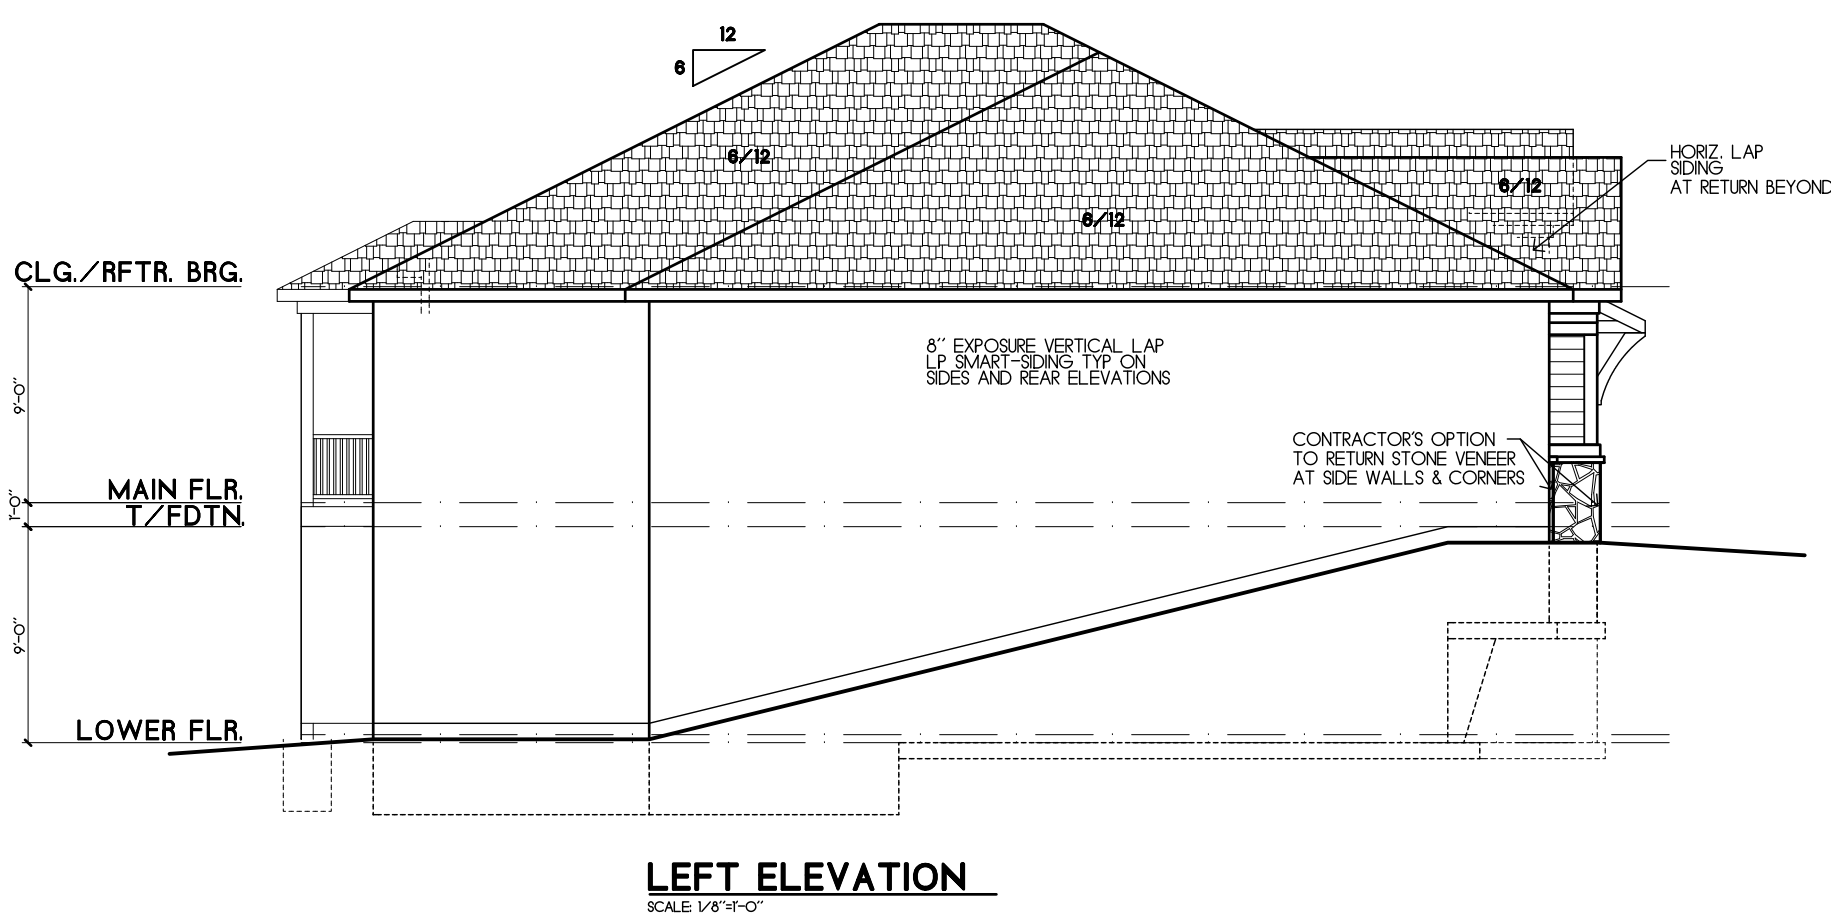 12
6
6/12
HORIZ. LAP
SIDING
AT RETURN BEYOND
6/12
6/12
CLG./RFTR. BRG.
8" EXPOSURE VERTICAL LAP
LP SMART-SIDING TYP ON
SIDES AND REAR ELEVATIONS
9'-0"
CONTRACTOR'S OPTION
TO RETURN STONE VENEER
AT SIDE WALLS & CORNERS
MAIN FLR.
1'-0"
T/FDTN.
9'-0"
LOWER FLR.
LEFT ELEVATION
SCALE: 1/8"=1'-0"